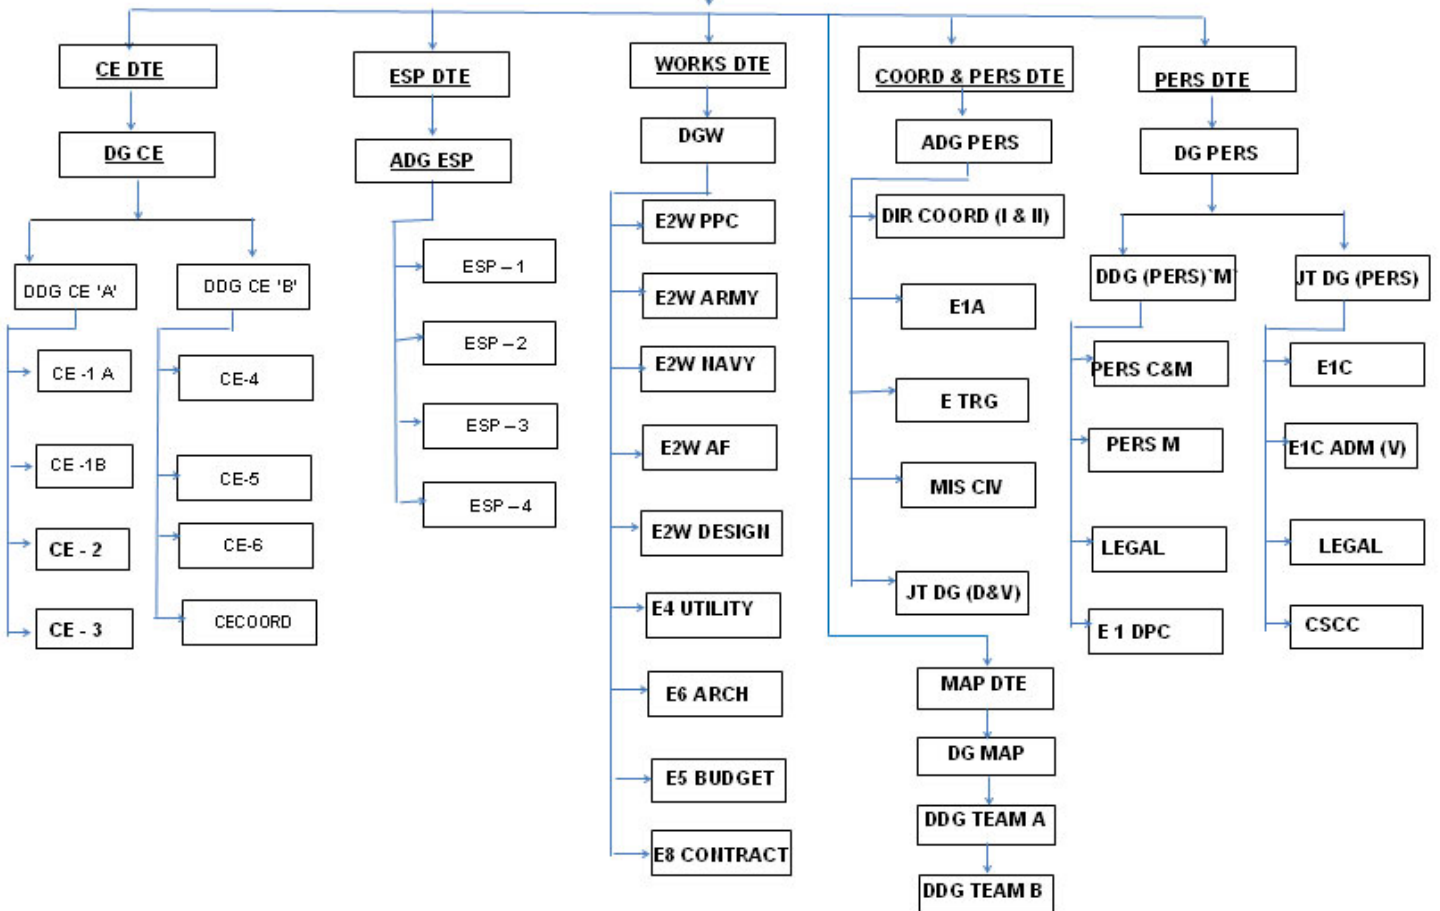 CE DTE
ESP DTE
WORKS DTE
COORD & PERS DTE
PERS DTE
DG CE
ADG ESP
DGW
ADG PERS
DG PERS
DDG CE 'A'
DDG CE 'B'
CE -1 A
CE -1B
CE - 2
CE - 3
CE-4
CE-5
CE-6
CECOORD
ESP – 1
ESP – 2
ESP – 3
ESP – 4
E2W PPC
E2W ARMY
E2W NAVY
E2W AF
E2W DESIGN
E4 UTILITY
E6 ARCH
E5 BUDGET
E8 CONTRACT
DIR COORD (I & II)
E1A
E TRG
MIS CIV
JT DG (D&V)
MAP DTE
DG MAP
DDG TEAM A
DDG TEAM B
DDG (PERS)`M`
JT DG (PERS)
PERS C&M
PERS M
LEGAL
E 1 DPC
E1C
E1C ADM (V)
LEGAL
CSCC